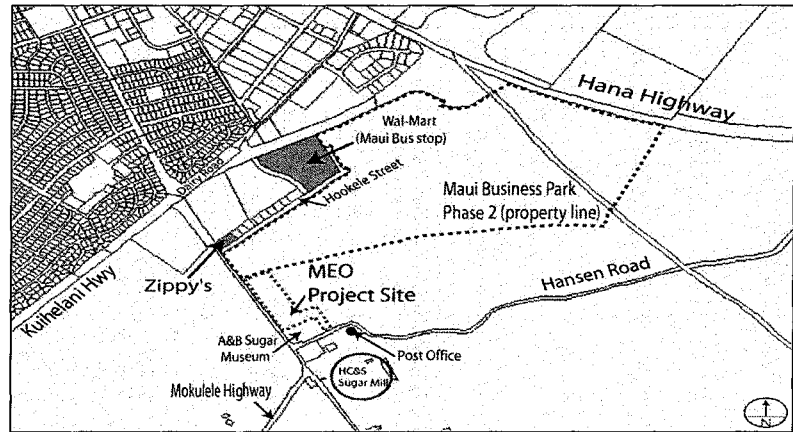 Hana Highway
Wal-Mart
(Maui Bus stop)
Dairy Road
Hookele Street
Maui Business Park
Phase 2 (property line)
Zippy's
Kuihelani Hwy
MEO
Project Site
Hansen Road
A&B Sugar
Museum
Post Office
HC&S
Sugar Mill
Mokulele Highway
N